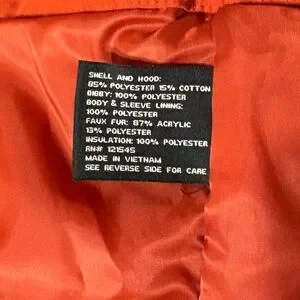 SHELL AND HOOD:
85% POLYESTER 15% COTTON
BIBBY: 100% POLYESTER
BODY & SLEEVE LINING:
100% POLYESTER
FAUX FUR: 87% ACRYLIC
13% POLYESTER
INSULATION: 100% POLYESTER
RN# 121545
MADE IN VIETNAM
SEE REVERSE SIDE FOR CARE